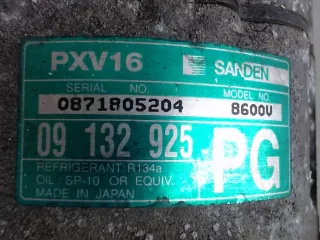 PXV16 SANDEN
SERIAL NO. MODEL NO.
0871805204 8600V
09 132 925 PG
REFRIGERANT: R134a
OIL: SP-10 OR EQUIV.
MADE IN JAPAN